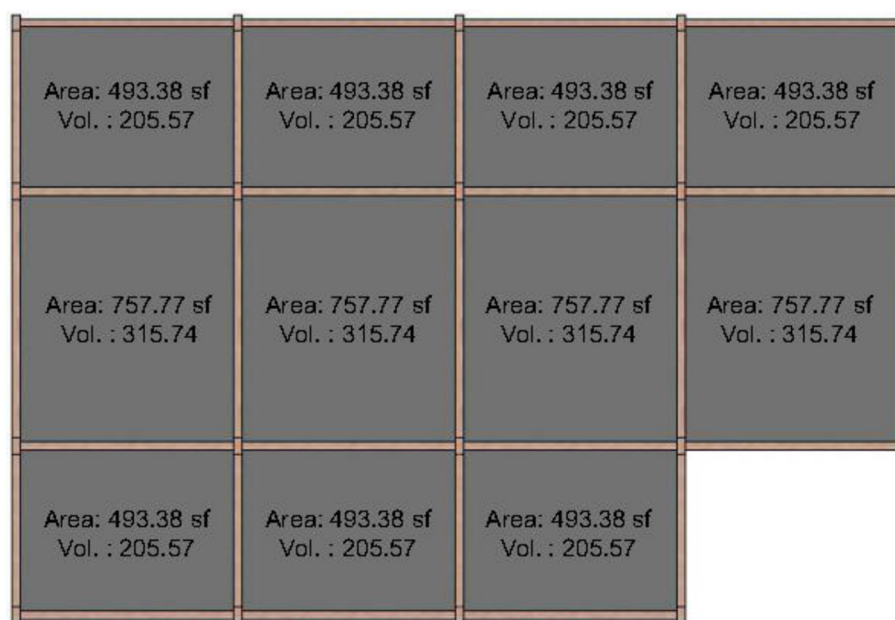 Area: 493.38 sf
Vol. : 205.57
Area: 493.38 sf
Vol. : 205.57
Area: 493.38 sf
Vol. : 205.57
Area: 493.38 sf
Vol. : 205.57
Area: 757.77 sf
Vol. : 315.74
Area: 757.77 sf
Vol. : 315.74
Area: 757.77 sf
Vol. : 315.74
Area: 757.77 sf
Vol. : 315.74
Area: 493.38 sf
Vol. : 205.57
Area: 493.38 sf
Vol. : 205.57
Area: 493.38 sf
Vol. : 205.57